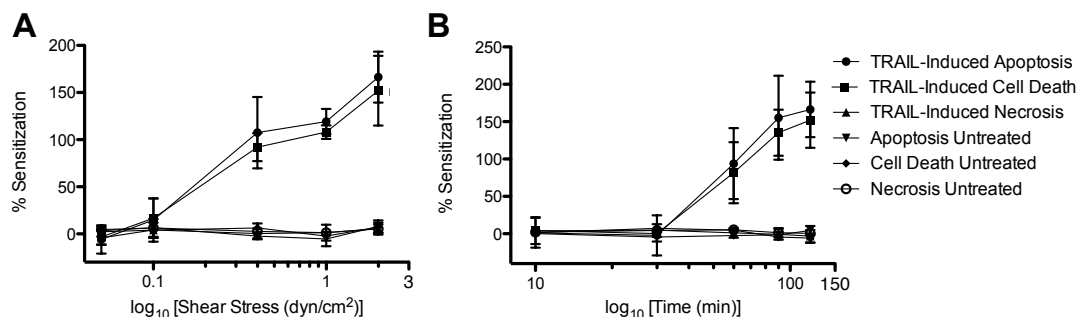 A
% Sensitization
200
150
100
50
0
0.1
1
3
log10 [Shear Stress (dyn/cm2)]
B
% Sensitization
250
200
150
100
50
0
10
100
150
log10 [Time (min)]
TRAIL-Induced Apoptosis
TRAIL-Induced Cell Death
TRAIL-Induced Necrosis
Apoptosis Untreated
Cell Death Untreated
Necrosis Untreated